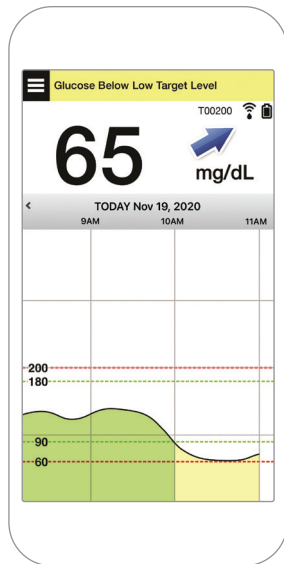 Glucose Below Low Target Level
T00200
65
mg/dL
< TODAY Nov 19, 2020
9AM 10AM 11AM
200
180
90
60